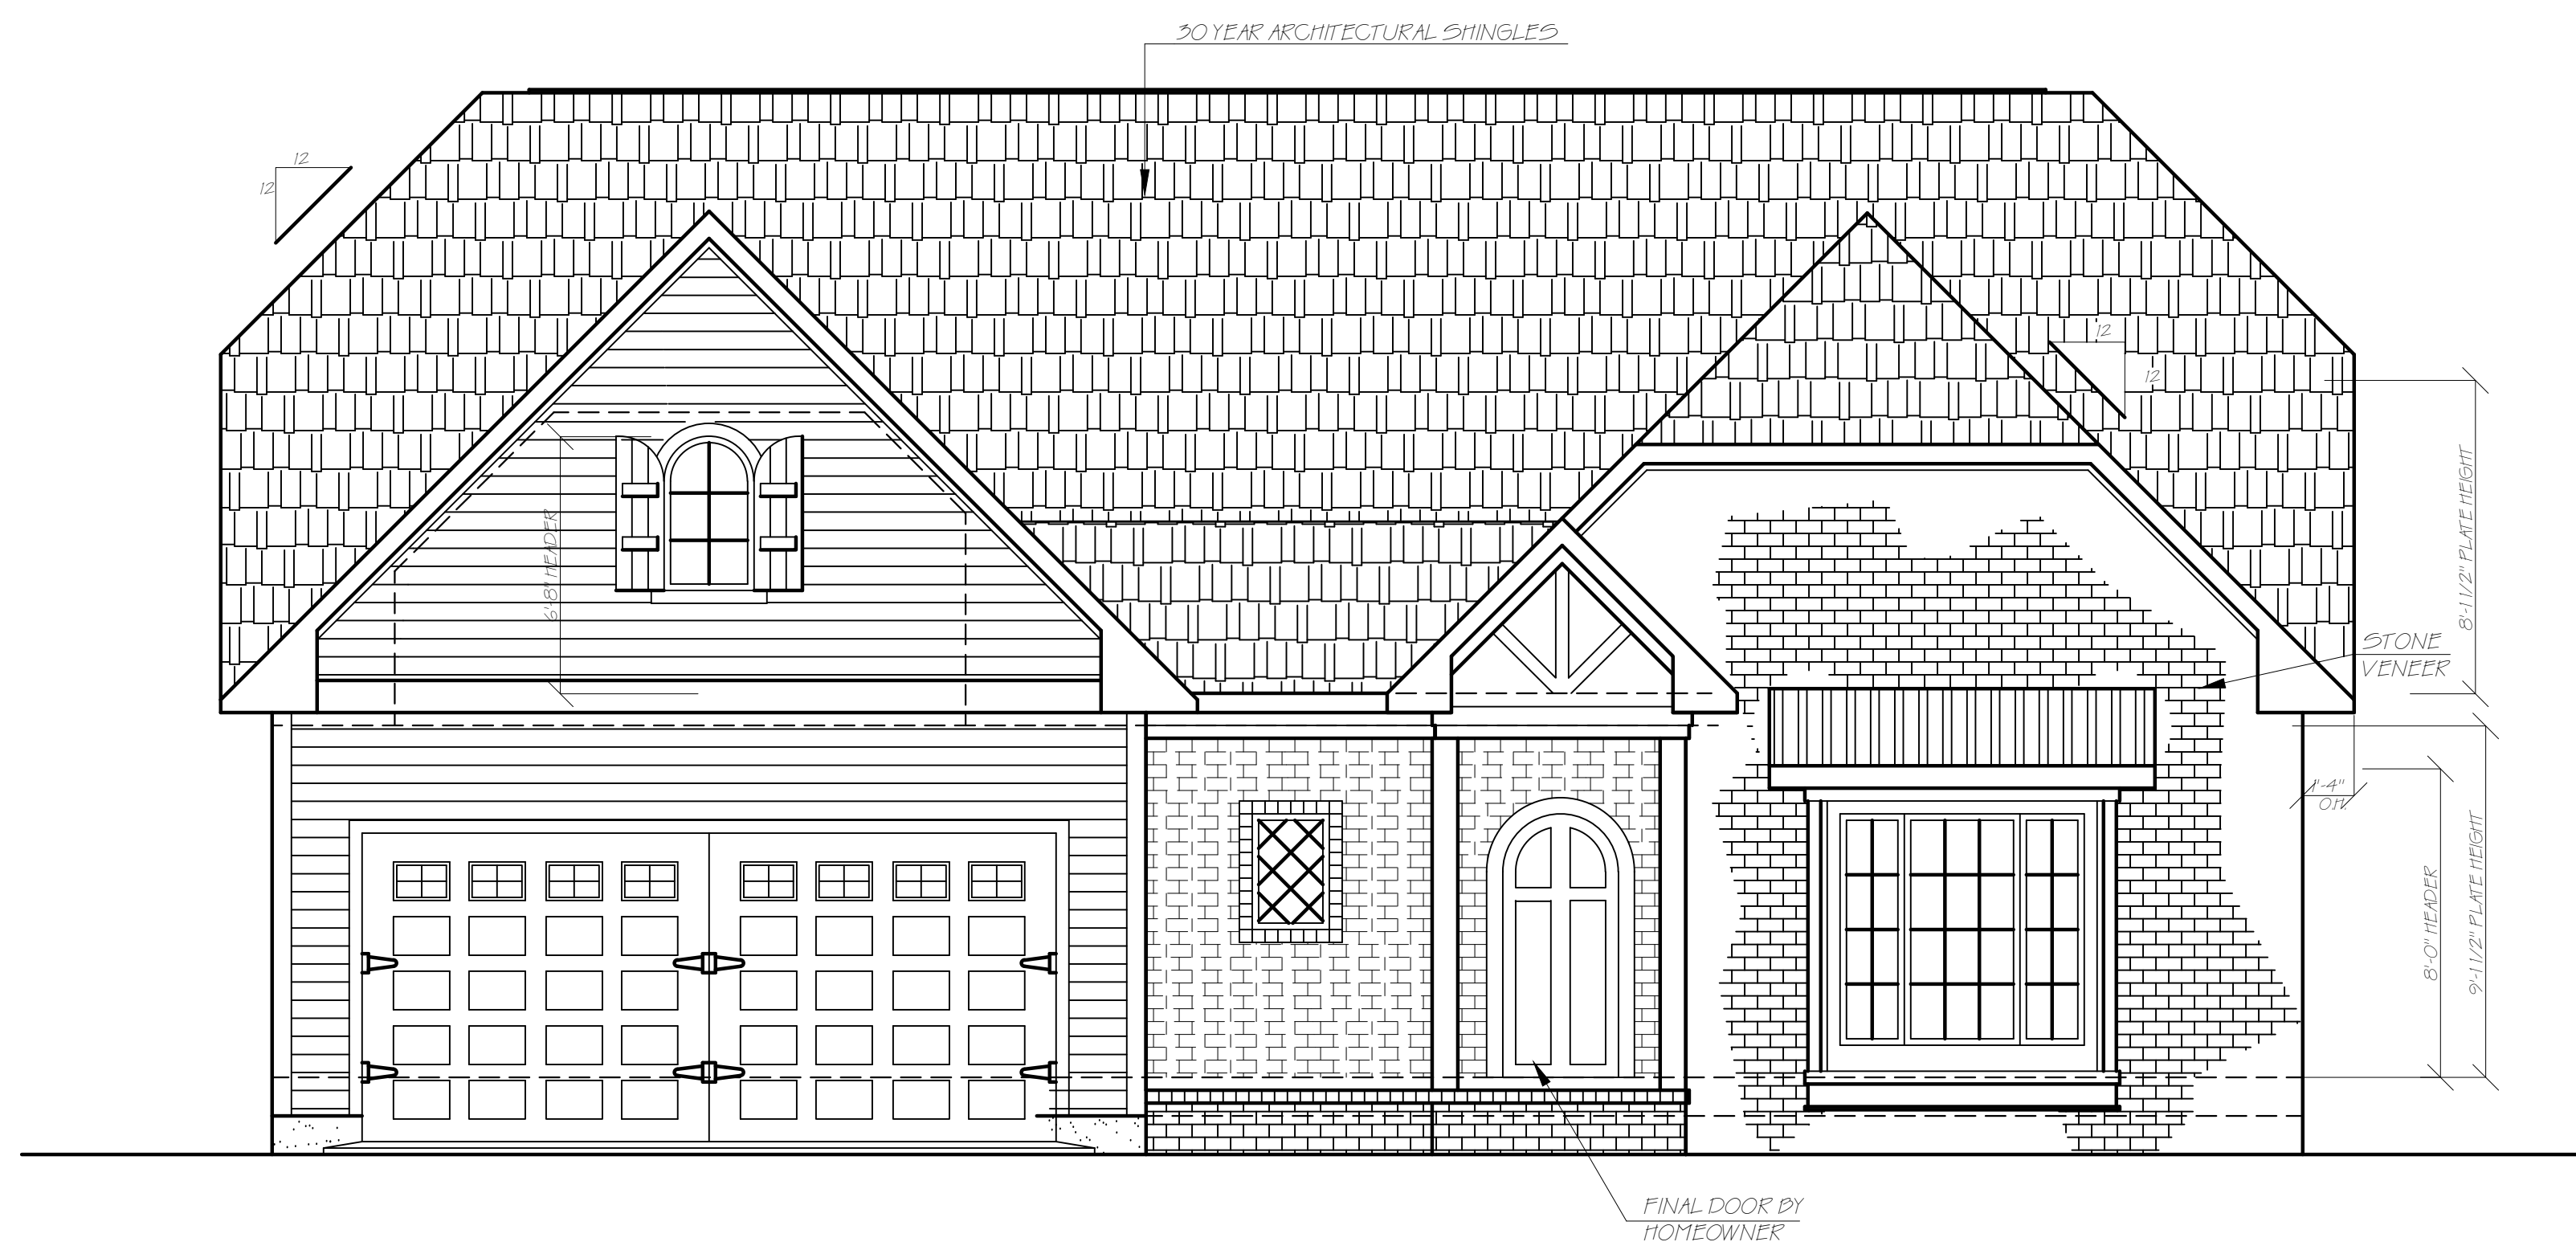 30 YEAR ARCHITECTURAL SHINGLES
12
12
12
12
8'-1 1/2" PLATE HEIGHT
6'-8" HEADER
STONE
VENEER
1'-4"
O.H.
8'-0" HEADER
9'-1 1/2" PLATE HEIGHT
FINAL DOOR BY
HOMEOWNER